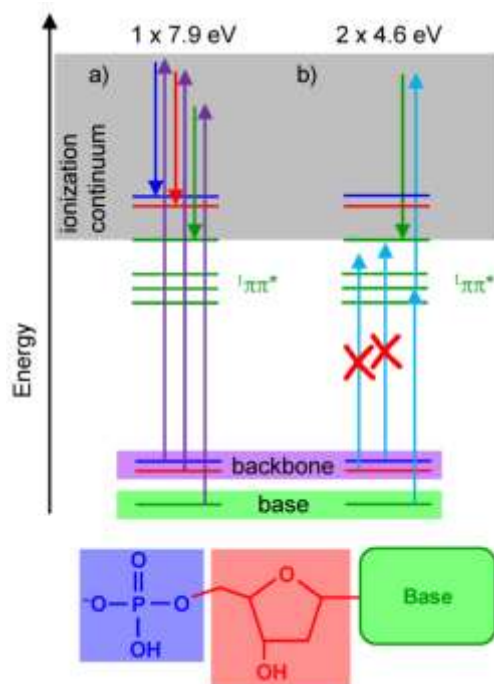 1 x 7.9 eV
2 x 4.6 eV
a)
b)
ionization
continuum
¹ππ*
¹ππ*
Energy
backbone
base
O
⁻O
P
O
OH
O
OH
Base